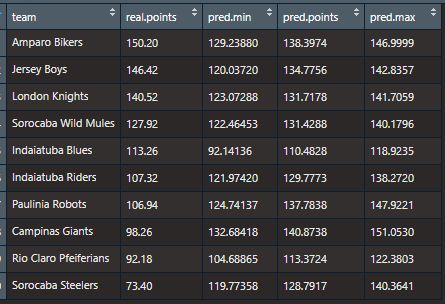 team real.points pred.min pred.points pred.max
Amparo Bikers 150.20 129.23880 138.3974 146.9999
Jersey Boys 146.42 120.03720 134.7756 142.8357
London Knights 140.52 123.07288 131.7178 141.7059
Sorocaba Wild Mules 127.92 122.46453 131.4288 140.1796
Indaiatuba Blues 113.26 92.14136 110.4828 118.9235
Indaiatuba Riders 107.32 121.97420 129.7773 138.2720
Paulinia Robots 106.94 124.74137 137.7838 147.9221
Campinas Giants 98.26 132.68418 140.8738 151.0530
Rio Claro Pfeiferians 92.18 104.68865 113.3724 122.3803
Sorocaba Steelers 73.40 119.77358 128.7917 140.3641